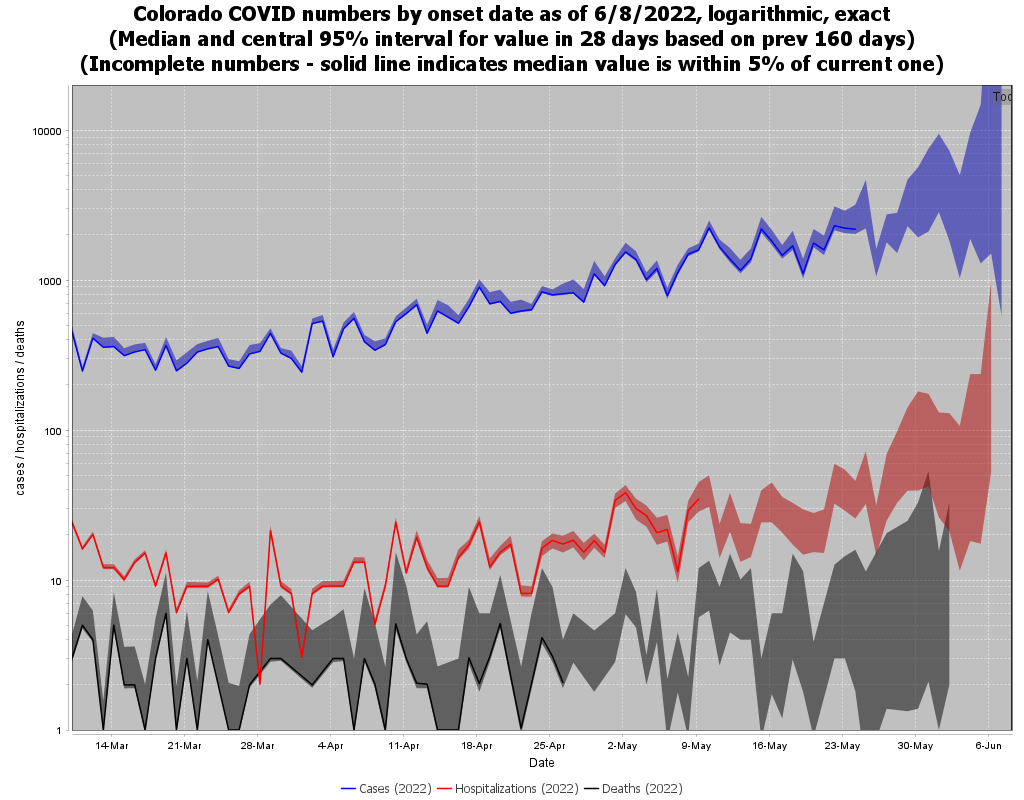 Colorado COVID numbers by onset date as of 6/8/2022, logarithmic, exact
(Median and central 95% interval for value in 28 days based on prev 160 days)
(Incomplete numbers - solid line indicates median value is within 5% of current one)
10000
1000
100
10
1
cases / hospitalizations / deaths
14-Mar 21-Mar 28-Mar 4-Apr 11-Apr 18-Apr 25-Apr 2-May 9-May 16-May 23-May 30-May 6-Jun
Date
Cases (2022) Hospitalizations (2022) Deaths (2022)